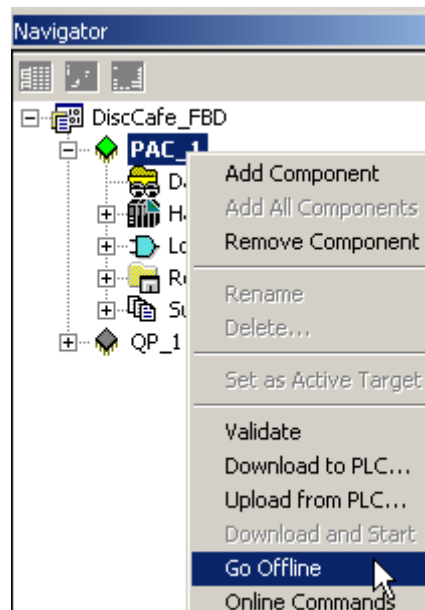 Navigator
DiscCafe_FBD
PAC_1
Add Component
Add All Components
Remove Component
Rename
Delete...
Set as Active Target
QP_1
Validate
Download to PLC...
Upload from PLC...
Download and Start
Go Offline
Online Commands